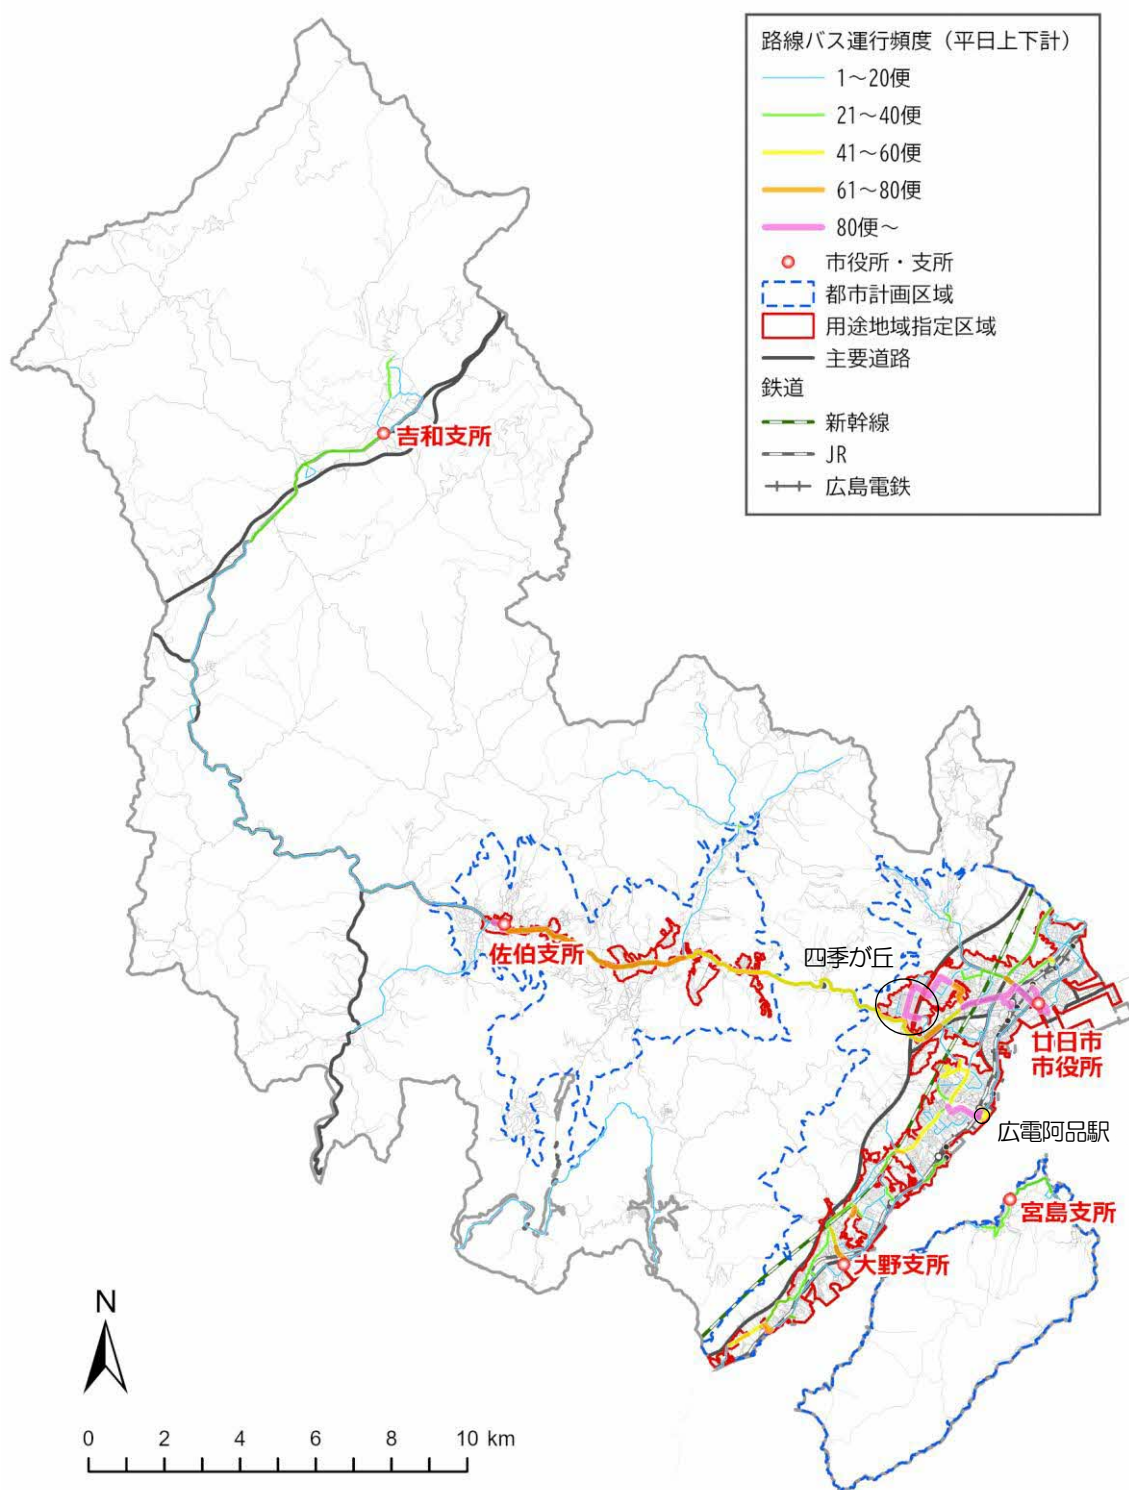 路線バス運行頻度（平日上下計）
1～20便
21～40便
41～60便
61～80便
80便～
市役所・支所
都市計画区域
用途地域指定区域
主要道路
鉄道
新幹線
JR
広島電鉄
吉和支所
佐伯支所
四季が丘
廿日市
市役所
広電阿品駅
宮島支所
大野支所
N
0 2 4 6 8 10 km